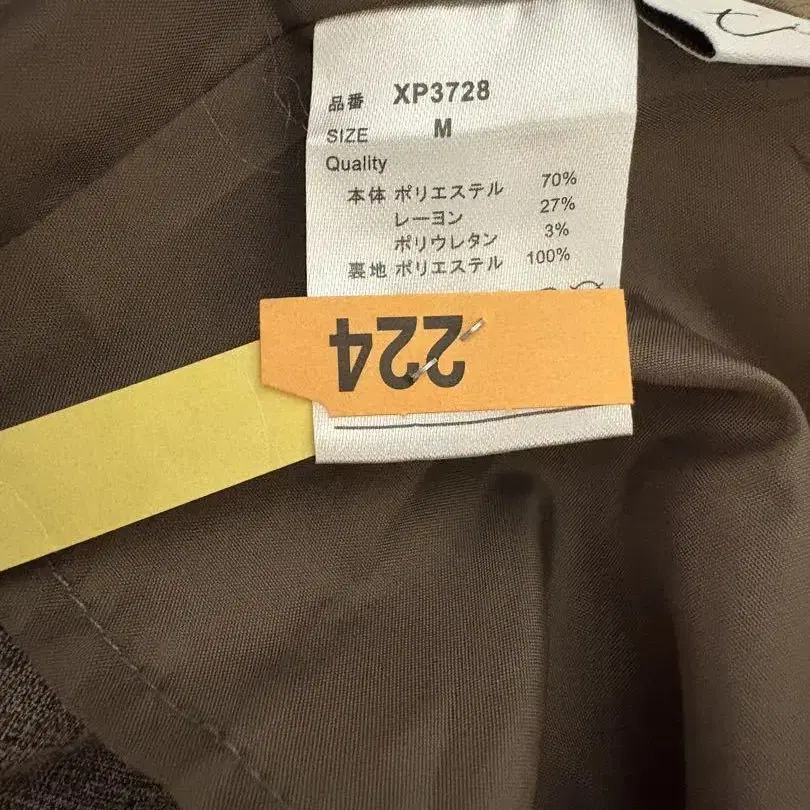 品番 XP3728
SIZE M
Quality
本体 ポリエステル 70%
レーヨン 27%
ポリウレタン 3%
裏地 ポリエステル 100%
224